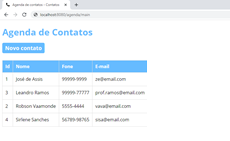 Agenda de contatos - Contatos
localhost:8080/agenda/main
Agenda de Contatos
Novo contato
Id Nome Fone E-mail
1 José de Assis 99999-9999 ze@email.com
3 Leandro Ramos 99999-77777 prof.ramos@email.com
2 Robson Vaamonde 5555-4444 vava@email.com
4 Sirlene Sanches 56789-98765 sisa@email.com